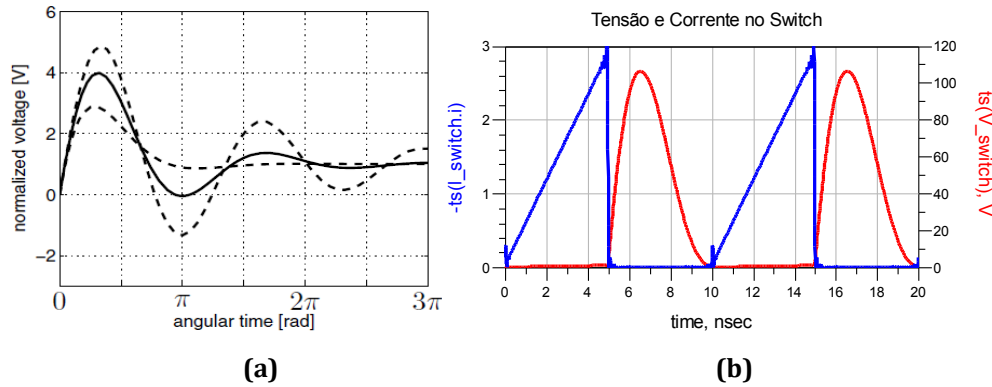 6
4
2
0
−2
normalized voltage [V]
0
π
2π
3π
angular time [rad]
(a)
Tensão e Corrente no Switch
3
2
1
0
-ts(I_switch.i)
120
100
80
60
40
20
0
ts(V_switch), V
0 2 4 6 8 10 12 14 16 18 20
time, nsec
(b)